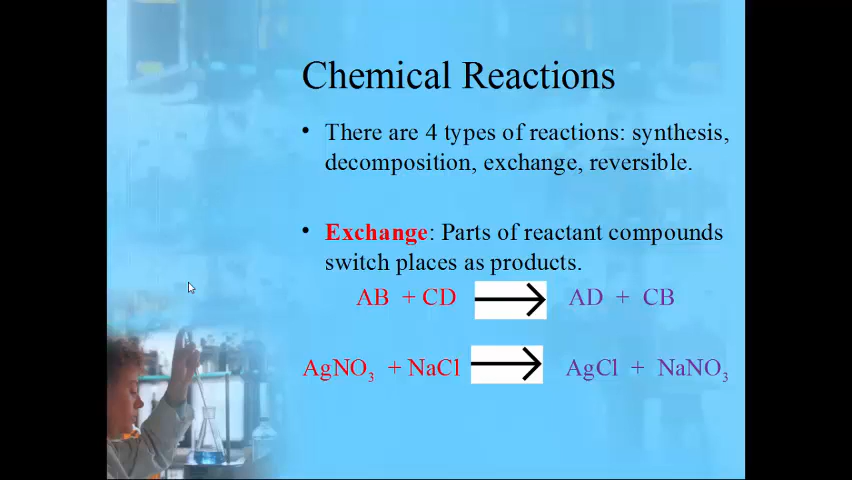 Chemical Reactions
• There are 4 types of reactions: synthesis,
decomposition, exchange, reversible.
• Exchange: Parts of reactant compounds
switch places as products.
AB + CD → AD + CB
AgNO₃ + NaCl → AgCl + NaNO₃